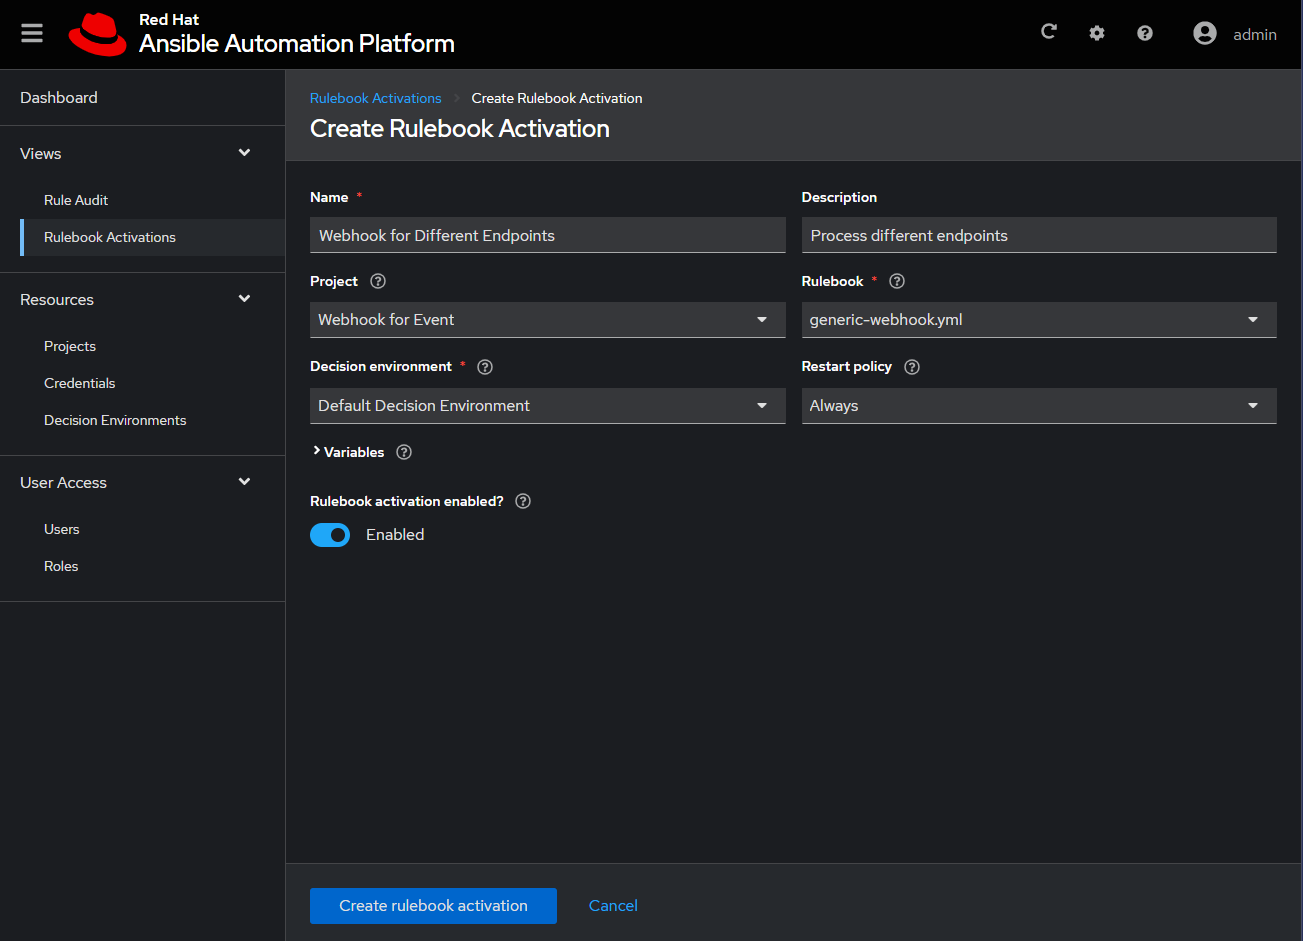 Red Hat
Ansible Automation Platform
admin
Dashboard
Views
Rule Audit
Rulebook Activations
Resources
Projects
Credentials
Decision Environments
User Access
Users
Roles
Rulebook Activations > Create Rulebook Activation
Create Rulebook Activation
Name *
Description
Webhook for Different Endpoints
Process different endpoints
Project
Rulebook *
Webhook for Event
generic-webhook.yml
Decision environment *
Restart policy
Default Decision Environment
Always
Variables
Rulebook activation enabled?
Enabled
Create rulebook activation
Cancel